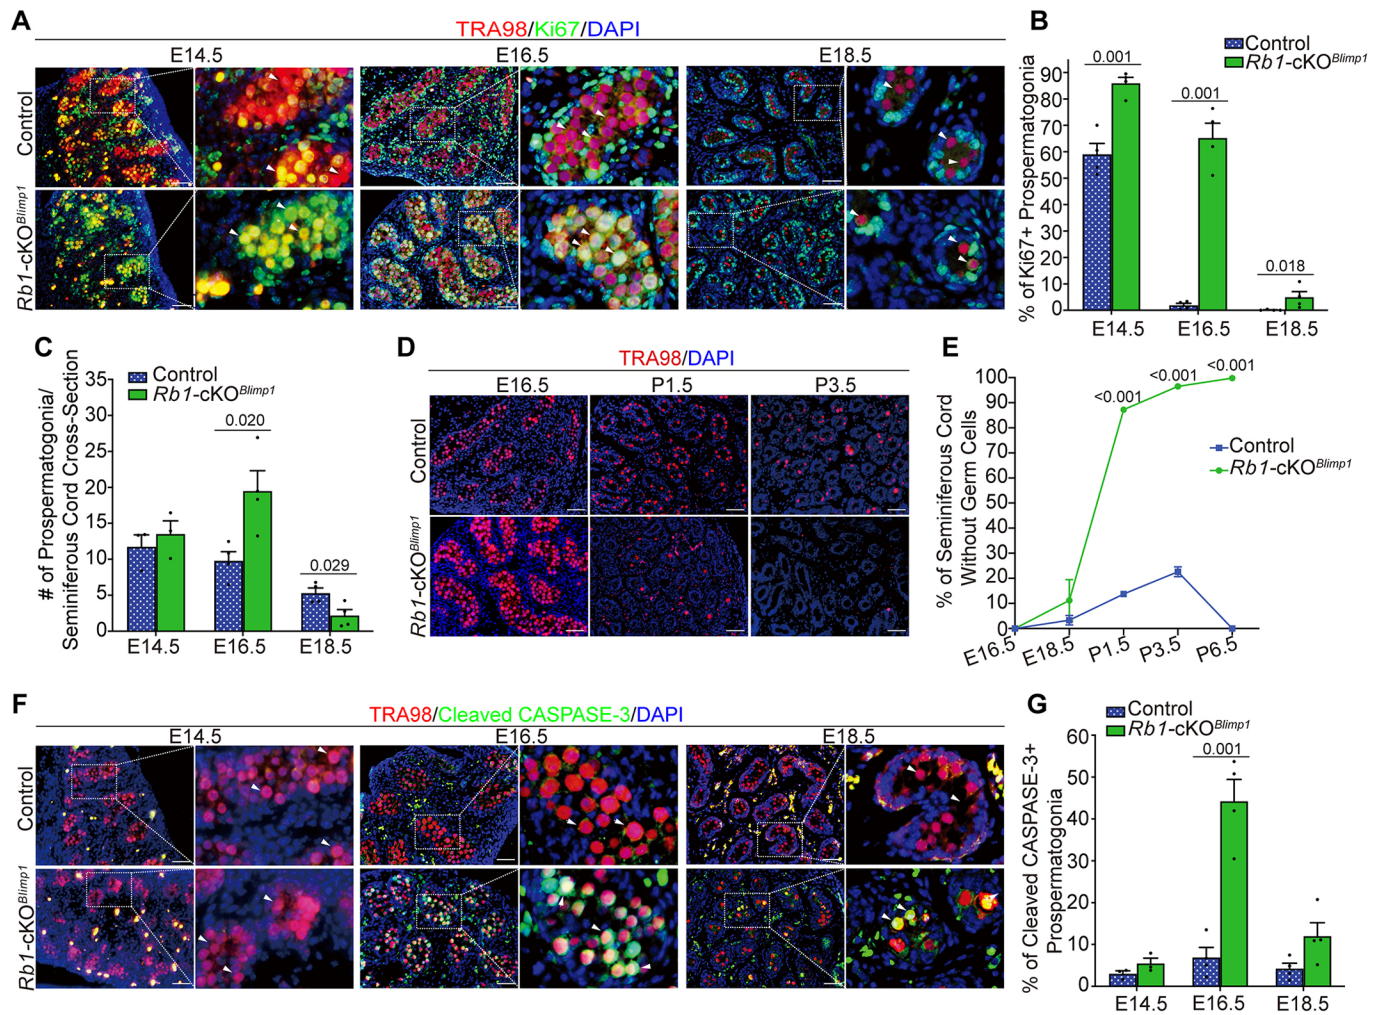 A
TRA98/Ki67/DAPI
E14.5
E16.5
E18.5
Control
Rb1-cKOBlimp1
B
Control
Rb1-cKOBlimp1
% of Ki67+ Prospermatogonia
90
80
70
60
50
40
30
20
10
0
0.001
0.001
0.018
E14.5
E16.5
E18.5
C
Control
Rb1-cKOBlimp1
# of Prospermatogonia/
Seminiferous Cord Cross-Section
35
30
25
20
15
10
5
0
0.020
0.029
E14.5
E16.5
E18.5
D
TRA98/DAPI
E16.5
P1.5
P3.5
Control
Rb1-cKOBlimp1
E
% of Seminiferous Cord
Without Germ Cells
100
90
80
70
60
50
40
30
20
10
0
<0.001
<0.001
<0.001
Control
Rb1-cKOBlimp1
E16.5
E18.5
P1.5
P3.5
P6.5
F
TRA98/Cleaved CASPASE-3/DAPI
E14.5
E16.5
E18.5
Control
Rb1-cKOBlimp1
G
Control
Rb1-cKOBlimp1
% of Cleaved CASPASE-3+
Prospermatogonia
60
50
40
30
20
10
0
0.001
E14.5
E16.5
E18.5